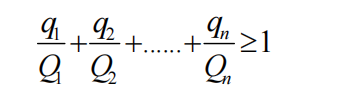 q₁/Q₁ + q₂/Q₂ + ...... + qₙ/Qₙ ≥ 1